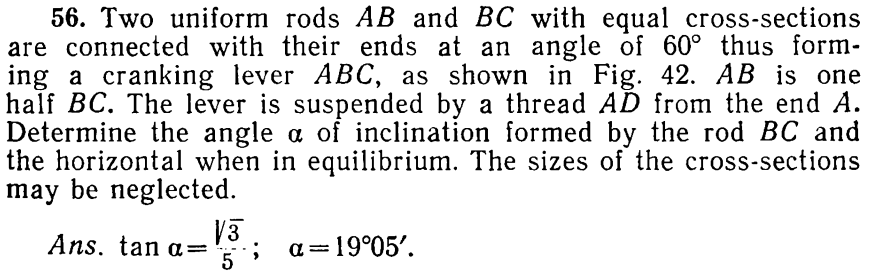 56. Two uniform rods AB and BC with equal cross-sections
are connected with their ends at an angle of 60° thus form-
ing a cranking lever ABC, as shown in Fig. 42. AB is one
half BC. The lever is suspended by a thread AD from the end A.
Determine the angle α of inclination formed by the rod BC and
the horizontal when in equilibrium. The sizes of the cross-sections
may be neglected.
Ans. tan α=√3/5; α=19°05′.